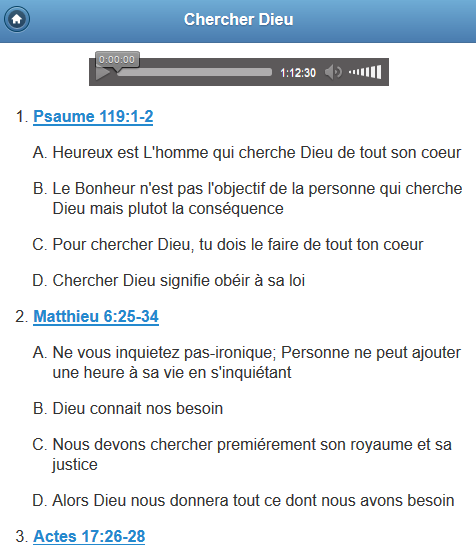 Chercher Dieu
0:00:00
1:12:30
1. Psaume 119:1-2
A. Heureux est L'homme qui cherche Dieu de tout son coeur
B. Le Bonheur n'est pas l'objectif de la personne qui cherche
Dieu mais plutot la conséquence
C. Pour chercher Dieu, tu dois le faire de tout ton coeur
D. Chercher Dieu signifie obéir à sa loi
2. Matthieu 6:25-34
A. Ne vous inquietez pas-ironique; Personne ne peut ajouter
une heure à sa vie en s'inquiétant
B. Dieu connait nos besoin
C. Nous devons chercher premiérement son royaume et sa
justice
D. Alors Dieu nous donnera tout ce dont nous avons besoin
3. Actes 17:26-28